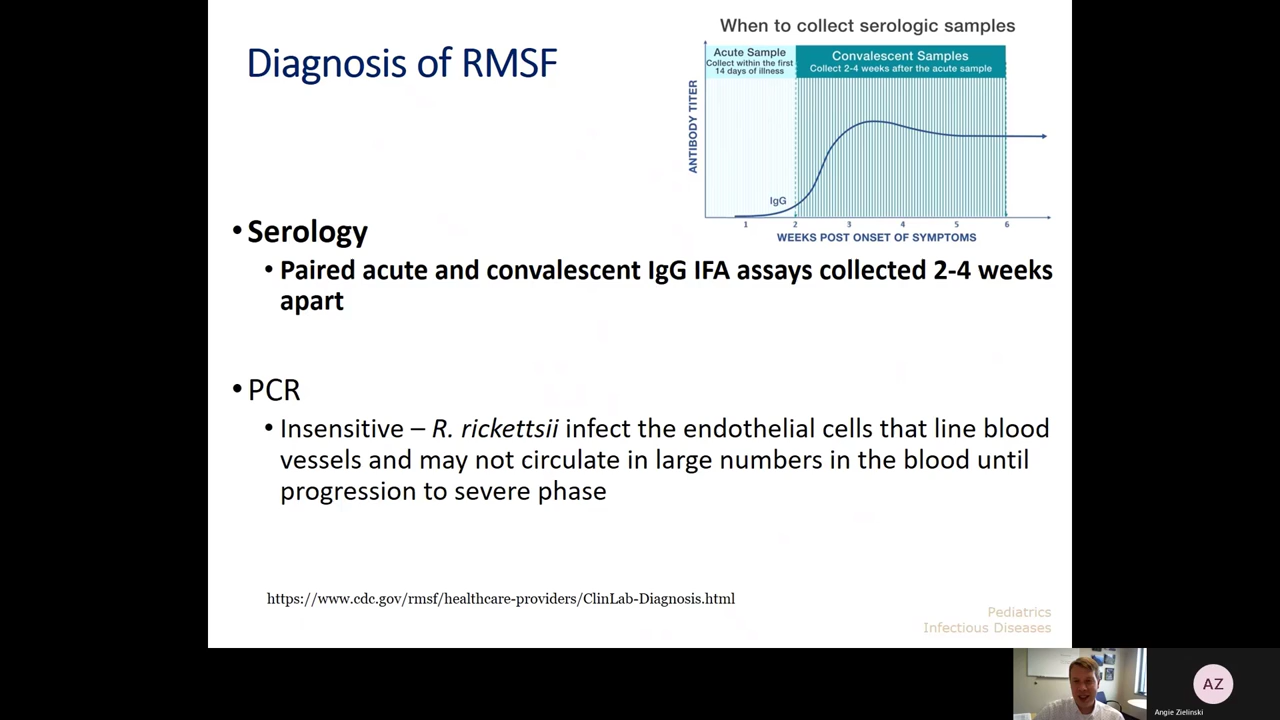 Diagnosis of RMSF
When to collect serologic samples
Acute Sample
Collect within the first
14 days of illness
Convalescent Samples
Collect 2-4 weeks after the acute sample
ANTIBODY TITER
IgG
1 2 3 4 5 6
WEEKS POST ONSET OF SYMPTOMS
• Serology
• Paired acute and convalescent IgG IFA assays collected 2-4 weeks
apart
• PCR
• Insensitive – R. rickettsii infect the endothelial cells that line blood
vessels and may not circulate in large numbers in the blood until
progression to severe phase
https://www.cdc.gov/rmsf/healthcare-providers/ClinLab-Diagnosis.html
Pediatrics
Infectious Diseases
AZ
Angie Zielinski